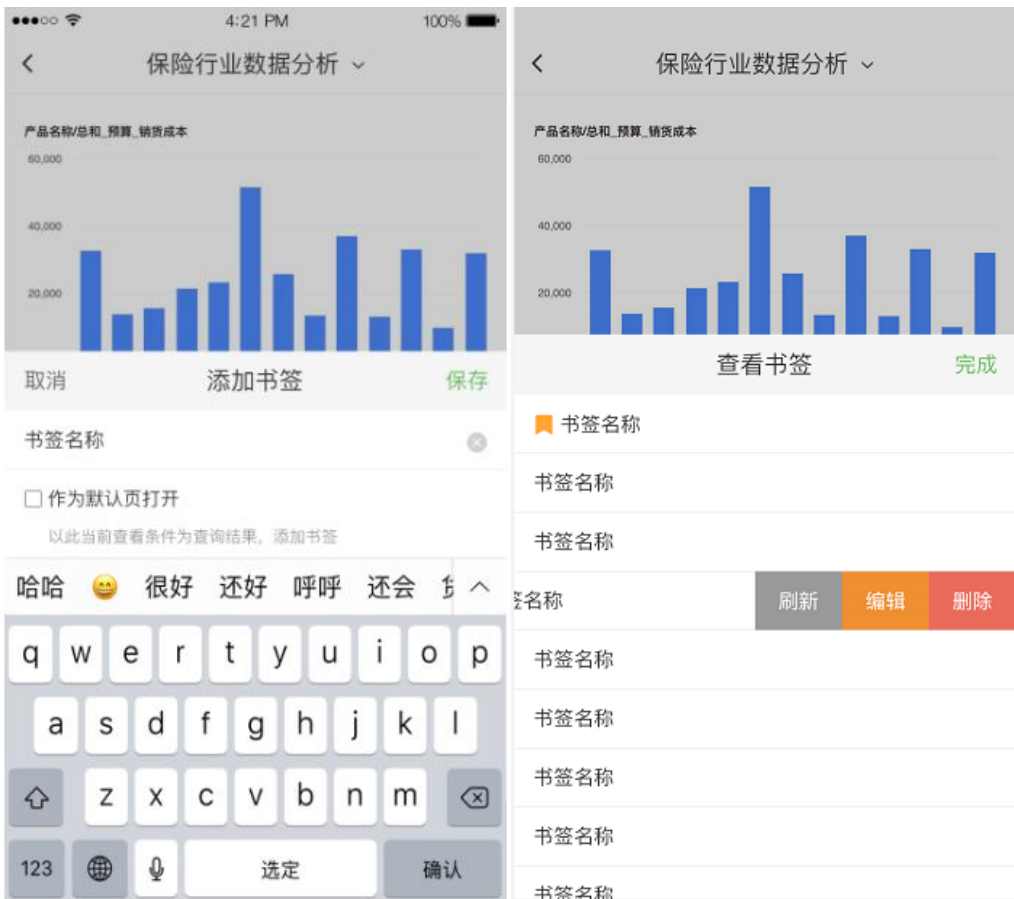 4:21 PM
100%
保险行业数据分析
产品名称/总和_预算_销货成本
60,000
40,000
20,000
取消
添加书签
保存
书签名称
作为默认页打开
以此当前查看条件为查询结果，添加书签
哈哈 😄 很好 还好 呼呼 还会
q w e r t y u i o p
a s d f g h j k l
z x c v b n m
123
选定
确认
保险行业数据分析
产品名称/总和_预算_销货成本
60,000
40,000
20,000
查看书签
完成
书签名称
书签名称
书签名称
签名称
刷新
编辑
删除
书签名称
书签名称
书签名称
书签名称
书签名称